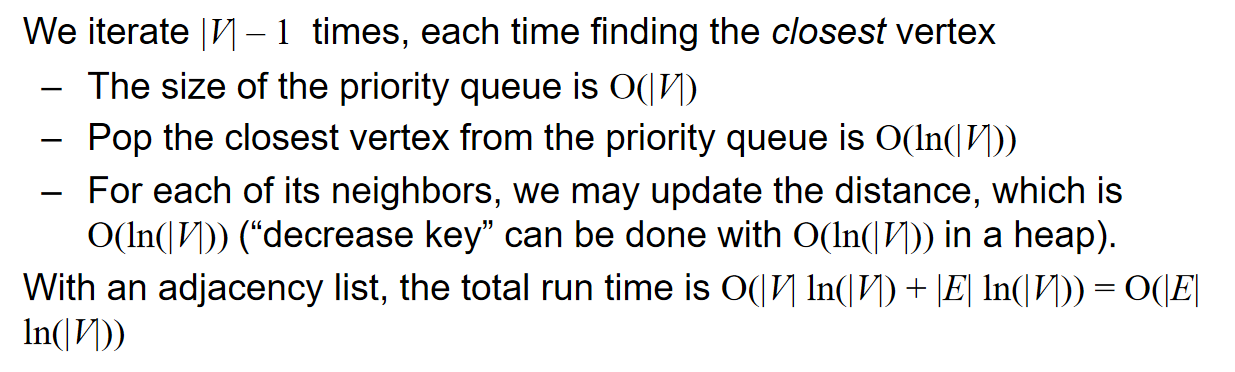 We iterate |V| – 1 times, each time finding the closest vertex
– The size of the priority queue is O(|V|)
– Pop the closest vertex from the priority queue is O(ln(|V|))
– For each of its neighbors, we may update the distance, which is
O(ln(|V|)) (“decrease key” can be done with O(ln(|V|)) in a heap).
With an adjacency list, the total run time is O(|V| ln(|V|) + |E| ln(|V|)) = O(|E|
ln(|V|))